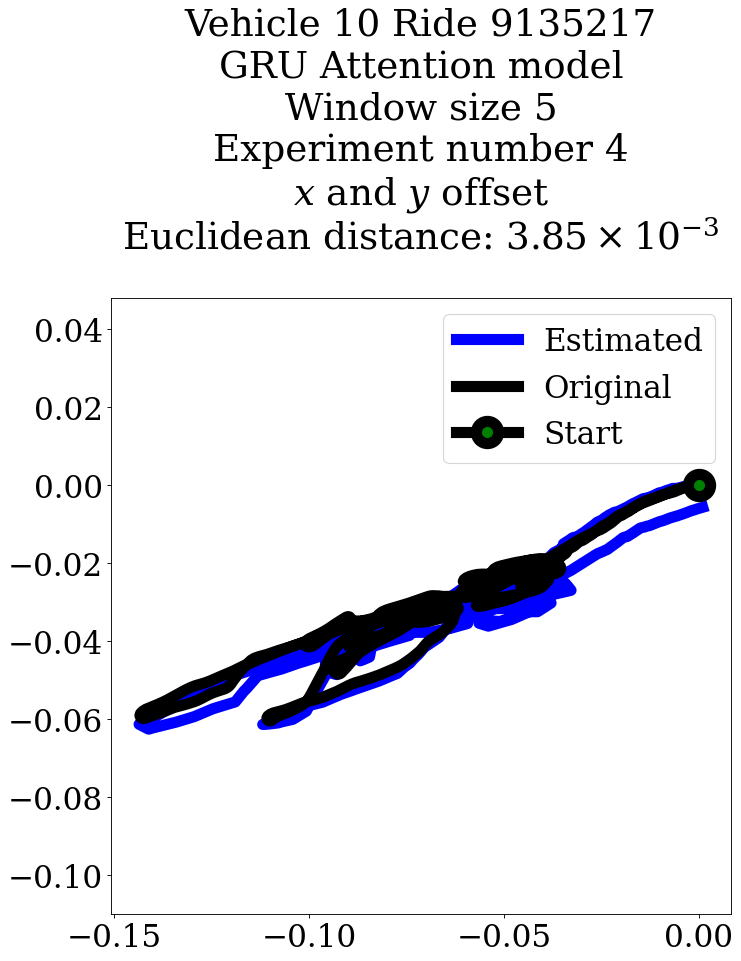 Vehicle 10 Ride 9135217
GRU Attention model
Window size 5
Experiment number 4
x and y offset
Euclidean distance: 3.85 × 10⁻³
Estimated
Original
Start
0.04
0.02
0.00
−0.02
−0.04
−0.06
−0.08
−0.10
−0.15 −0.10 −0.05 0.00